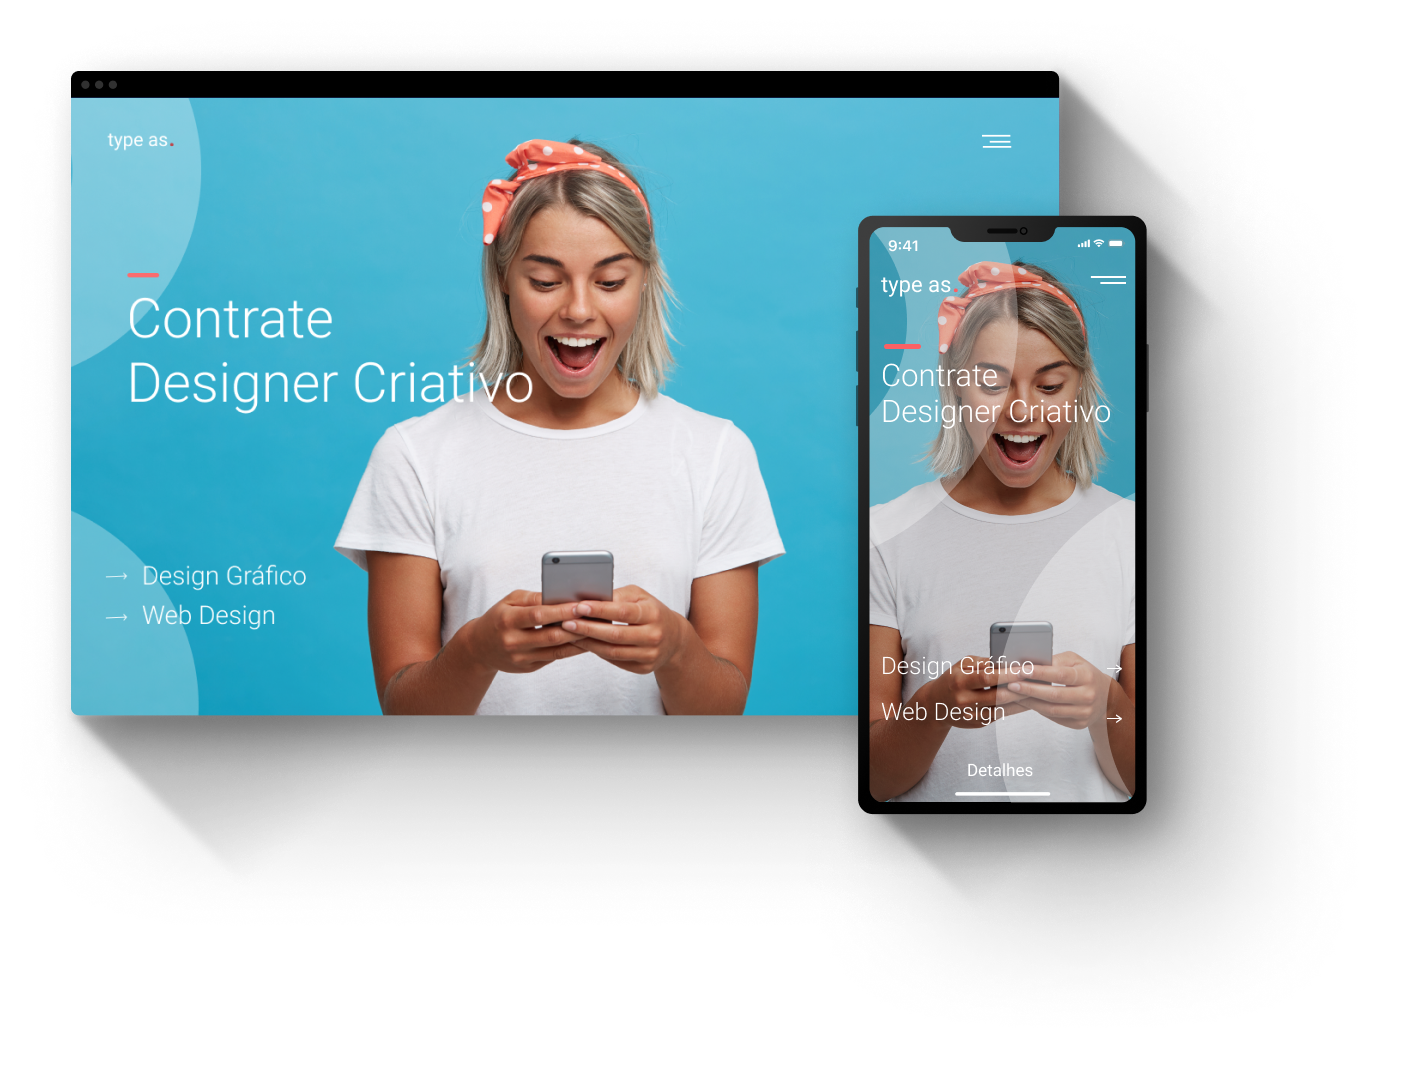 type as.
Contrate
Designer Criativo
Design Gráfico
Web Design
9:41
type as.
Contrate
Designer Criativo
Design Gráfico
Web Design
Detalhes